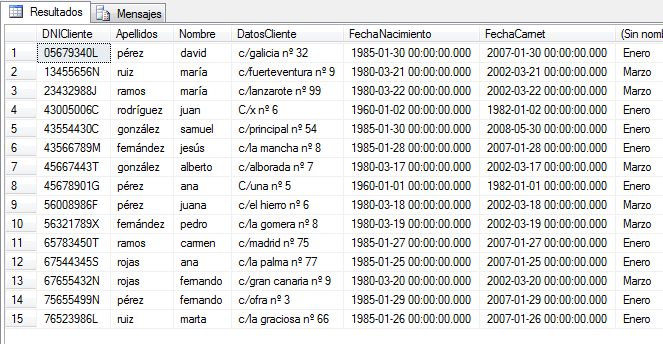 Resultados Mensajes
DNICliente Apellidos Nombre DatosCliente FechaNacimiento FechaCarnet (Sin nomb
1 05679340L pérez david c/galicia nº 32 1985-01-30 00:00:00.000 2007-01-30 00:00:00.000 Enero
2 13455656N ruiz maría c/fuerteventura nº 9 1980-03-21 00:00:00.000 2002-03-21 00:00:00.000 Marzo
3 23432988J ramos maría c/lanzarote nº 99 1980-03-22 00:00:00.000 2002-03-22 00:00:00.000 Marzo
4 43005006C rodríguez juan C/x nº 6 1960-01-02 00:00:00.000 1982-01-02 00:00:00.000 Enero
5 43554430C gonzález samuel c/principal nº 54 1985-01-30 00:00:00.000 2008-05-30 00:00:00.000 Enero
6 43566789M fernández jesús c/la mancha nº 8 1985-01-28 00:00:00.000 2007-01-28 00:00:00.000 Enero
7 45667443T gonzález alberto c/alborada nº 7 1980-03-17 00:00:00.000 2002-03-17 00:00:00.000 Marzo
8 45678901G pérez ana C/una nº 5 1960-01-01 00:00:00.000 1982-01-01 00:00:00.000 Enero
9 56008986F pérez juana c/el hierro nº 6 1980-03-18 00:00:00.000 2002-03-18 00:00:00.000 Marzo
10 56321789X fernández pedro c/la gomera nº 8 1980-03-19 00:00:00.000 2002-03-19 00:00:00.000 Marzo
11 65783450T ramos carmen c/madrid nº 75 1985-01-27 00:00:00.000 2007-01-27 00:00:00.000 Enero
12 67544345S rojas ana c/la palma nº 77 1985-01-25 00:00:00.000 2007-01-25 00:00:00.000 Enero
13 67655432N rojas fernando c/gran canaria nº 9 1980-03-20 00:00:00.000 2002-03-20 00:00:00.000 Marzo
14 75655499N pérez fernando c/ofra nº 3 1985-01-29 00:00:00.000 2007-01-29 00:00:00.000 Enero
15 76523986L ruiz marta c/la graciosa nº 66 1985-01-26 00:00:00.000 2007-01-26 00:00:00.000 Enero